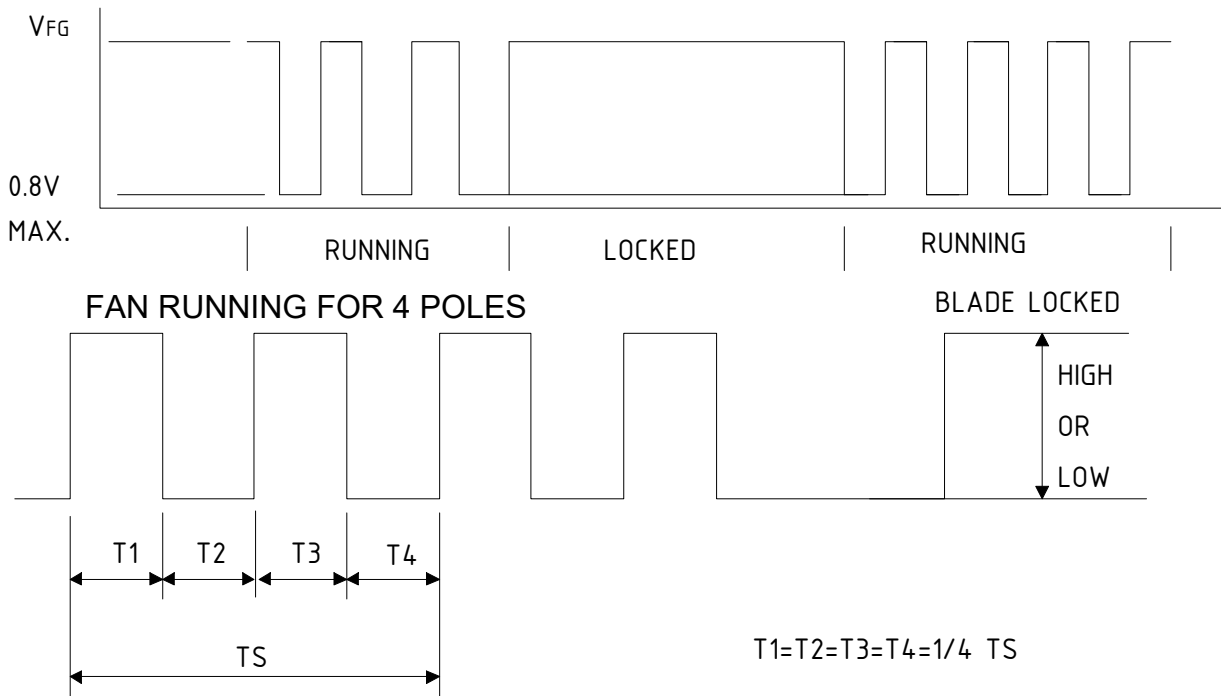 VFG
0.8V
MAX.
RUNNING
LOCKED
RUNNING
FAN RUNNING FOR 4 POLES
BLADE LOCKED
HIGH
OR
LOW
T1 T2 T3 T4
TS
T1=T2=T3=T4=1/4 TS